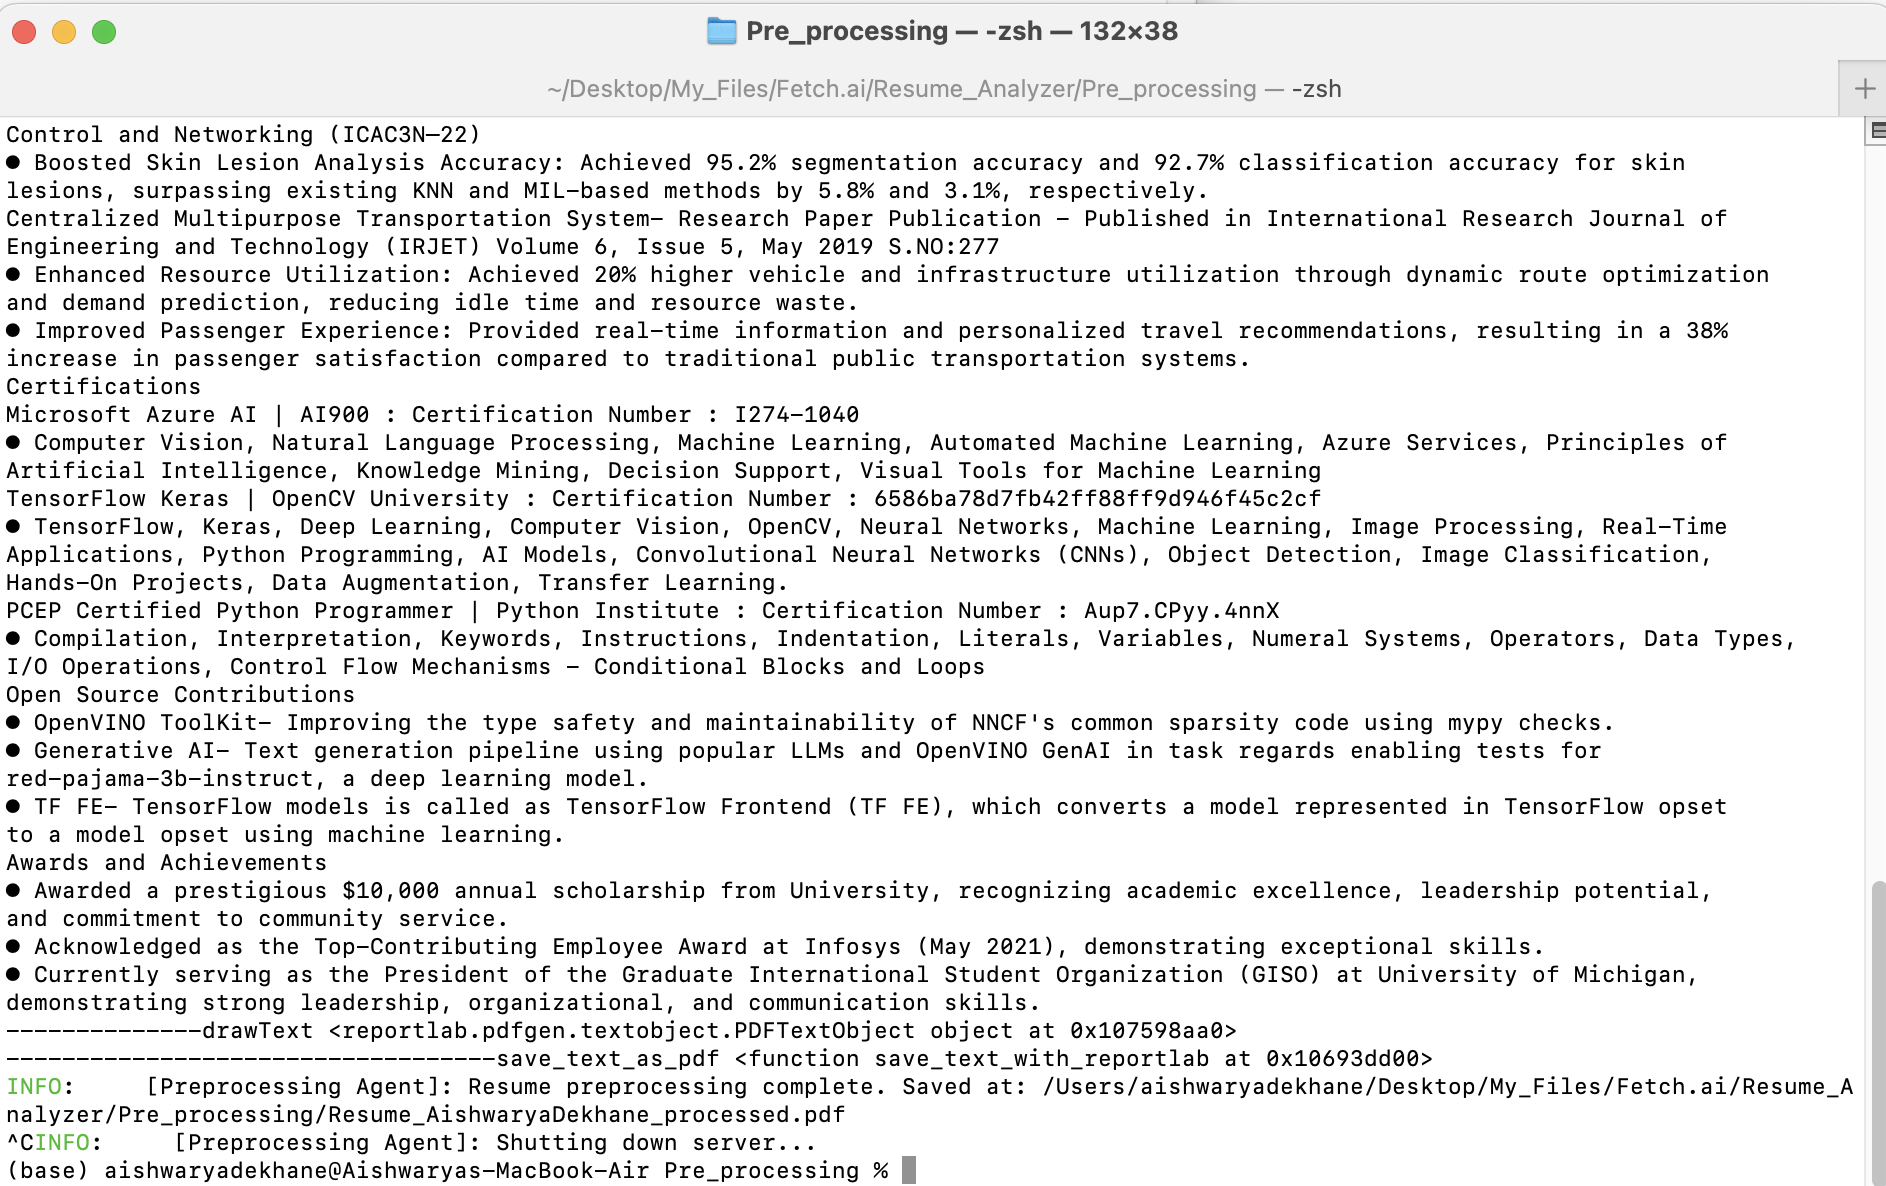 Pre_processing — -zsh — 132×38
~/Desktop/My_Files/Fetch.ai/Resume_Analyzer/Pre_processing — -zsh
Control and Networking (ICAC3N–22)
● Boosted Skin Lesion Analysis Accuracy: Achieved 95.2% segmentation accuracy and 92.7% classification accuracy for skin
lesions, surpassing existing KNN and MIL-based methods by 5.8% and 3.1%, respectively.
Centralized Multipurpose Transportation System- Research Paper Publication - Published in International Research Journal of
Engineering and Technology (IRJET) Volume 6, Issue 5, May 2019 S.NO:277
● Enhanced Resource Utilization: Achieved 20% higher vehicle and infrastructure utilization through dynamic route optimization
and demand prediction, reducing idle time and resource waste.
● Improved Passenger Experience: Provided real-time information and personalized travel recommendations, resulting in a 38%
increase in passenger satisfaction compared to traditional public transportation systems.
Certifications
Microsoft Azure AI | AI900 : Certification Number : I274-1040
● Computer Vision, Natural Language Processing, Machine Learning, Automated Machine Learning, Azure Services, Principles of
Artificial Intelligence, Knowledge Mining, Decision Support, Visual Tools for Machine Learning
TensorFlow Keras | OpenCV University : Certification Number : 6586ba78d7fb42ff88ff9d946f45c2cf
● TensorFlow, Keras, Deep Learning, Computer Vision, OpenCV, Neural Networks, Machine Learning, Image Processing, Real-Time
Applications, Python Programming, AI Models, Convolutional Neural Networks (CNNs), Object Detection, Image Classification,
Hands-On Projects, Data Augmentation, Transfer Learning.
PCEP Certified Python Programmer | Python Institute : Certification Number : Aup7.CPyy.4nnX
● Compilation, Interpretation, Keywords, Instructions, Indentation, Literals, Variables, Numeral Systems, Operators, Data Types,
I/O Operations, Control Flow Mechanisms - Conditional Blocks and Loops
Open Source Contributions
● OpenVINO ToolKit- Improving the type safety and maintainability of NNCF's common sparsity code using mypy checks.
● Generative AI- Text generation pipeline using popular LLMs and OpenVINO GenAI in task regards enabling tests for
red-pajama-3b-instruct, a deep learning model.
● TF FE- TensorFlow models is called as TensorFlow Frontend (TF FE), which converts a model represented in TensorFlow opset
to a model opset using machine learning.
Awards and Achievements
● Awarded a prestigious $10,000 annual scholarship from University, recognizing academic excellence, leadership potential,
and commitment to community service.
● Acknowledged as the Top-Contributing Employee Award at Infosys (May 2021), demonstrating exceptional skills.
● Currently serving as the President of the Graduate International Student Organization (GISO) at University of Michigan,
demonstrating strong leadership, organizational, and communication skills.
--------------drawText <reportlab.pdfgen.textobject.PDFTextObject object at 0x107598aa0>
-----------------------------------save_text_as_pdf <function save_text_with_reportlab at 0x10693dd00>
INFO:     [Preprocessing Agent]: Resume preprocessing complete. Saved at: /Users/aishwaryadekhane/Desktop/My_Files/Fetch.ai/Resume_A
nalyzer/Pre_processing/Resume_AishwaryaDekhane_processed.pdf
^CINFO:     [Preprocessing Agent]: Shutting down server...
(base) aishwaryadekhane@Aishwaryas-MacBook-Air Pre_processing %